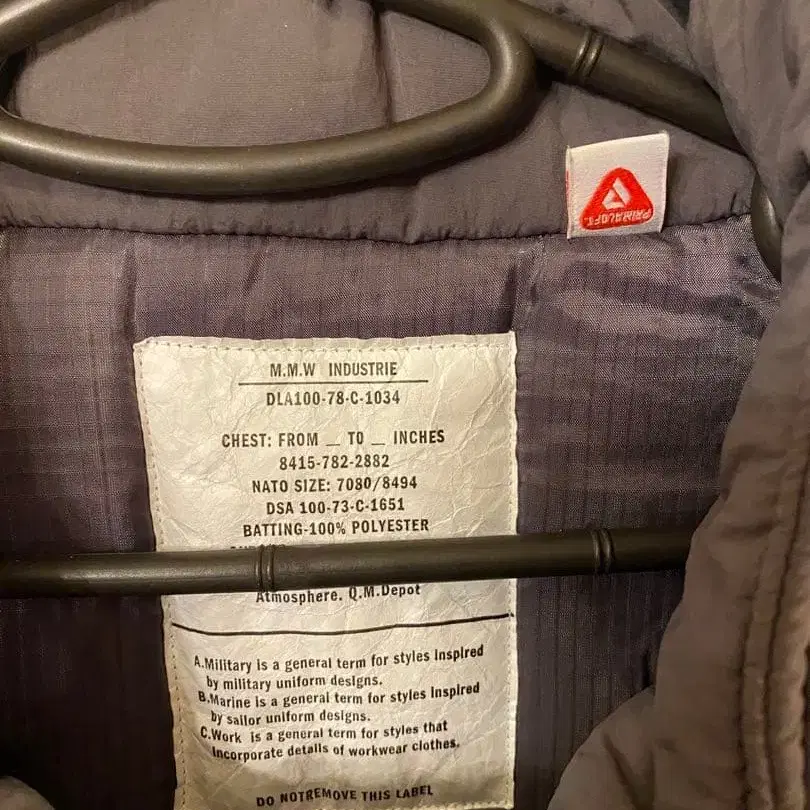 PRIMALOFT
M.M.W INDUSTRIE
DLA100-78-C-1034
CHEST: FROM _ TO _ INCHES
8415-782-2882
NATO SIZE: 7080/8494
DSA 100-73-C-1651
BATTING-100% POLYESTER
Atmosphere. Q.M.Depot
A.Military is a general term for styles inspired
by military uniform designs.
B.Marine is a general term for styles inspired
by sailor uniform designs.
C.Work is a general term for styles that
incorporate details of workwear clothes.
DO NOTREMOVE THIS LABEL